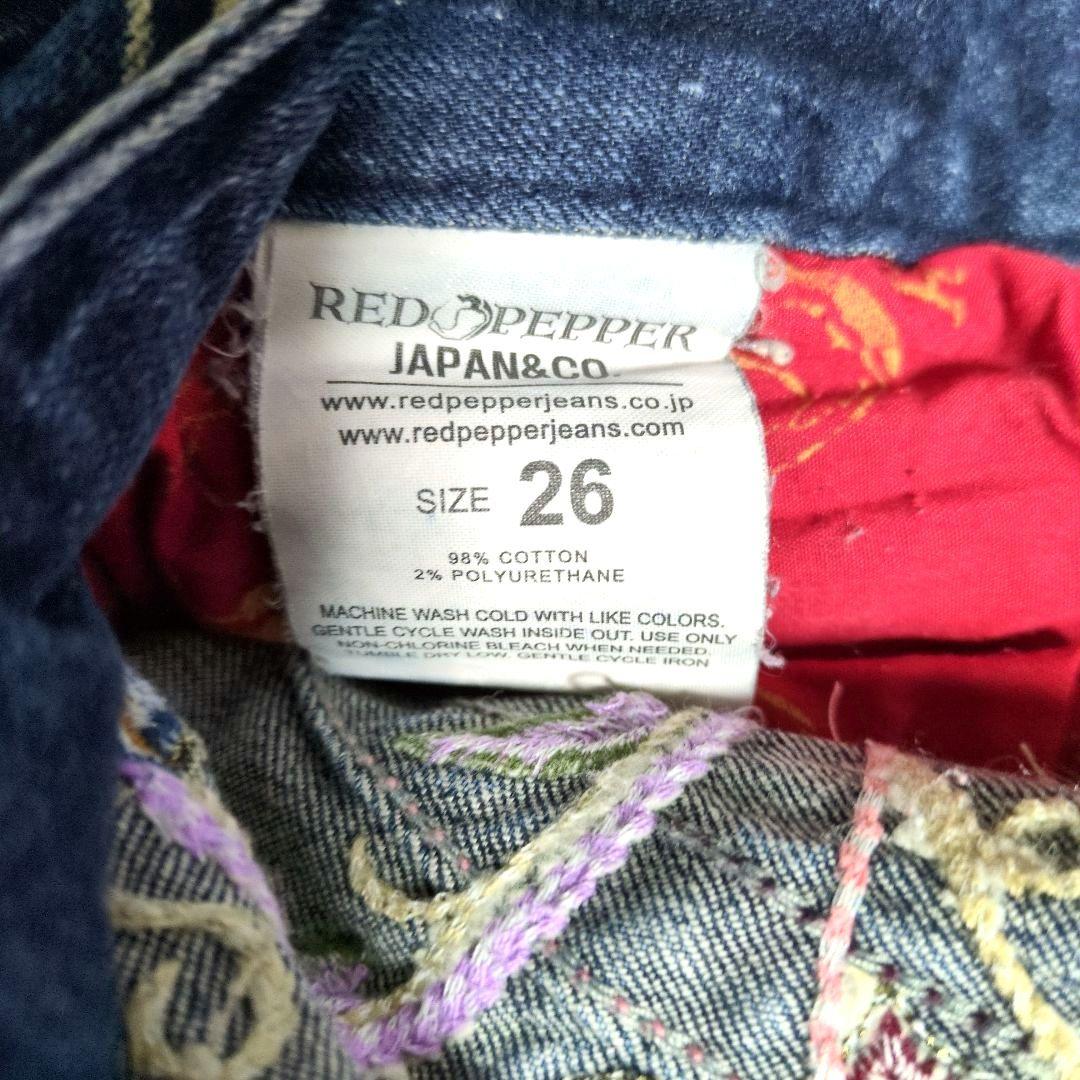 RED PEPPER
JAPAN&CO.
www.redpepperjeans.co.jp
www.redpepperjeans.com
SIZE 26
98% COTTON
2% POLYURETHANE
MACHINE WASH COLD WITH LIKE COLORS.
GENTLE CYCLE WASH INSIDE OUT. USE ONLY
NON-CHLORINE BLEACH WHEN NEEDED.
TUMBLE DRY LOW. GENTLE CYCLE IRON